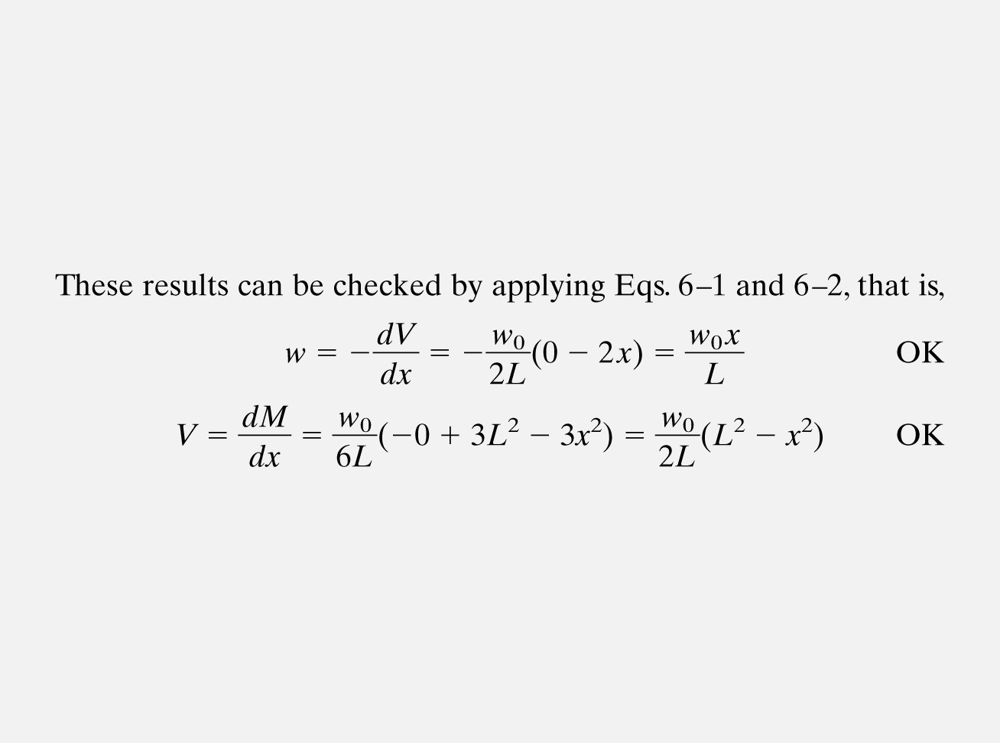 These results can be checked by applying Eqs. 6–1 and 6–2, that is,
w = −dV/dx = −w₀/2L(0 − 2x) = w₀x/L OK
V = dM/dx = w₀/6L(−0 + 3L² − 3x²) = w₀/2L(L² − x²) OK